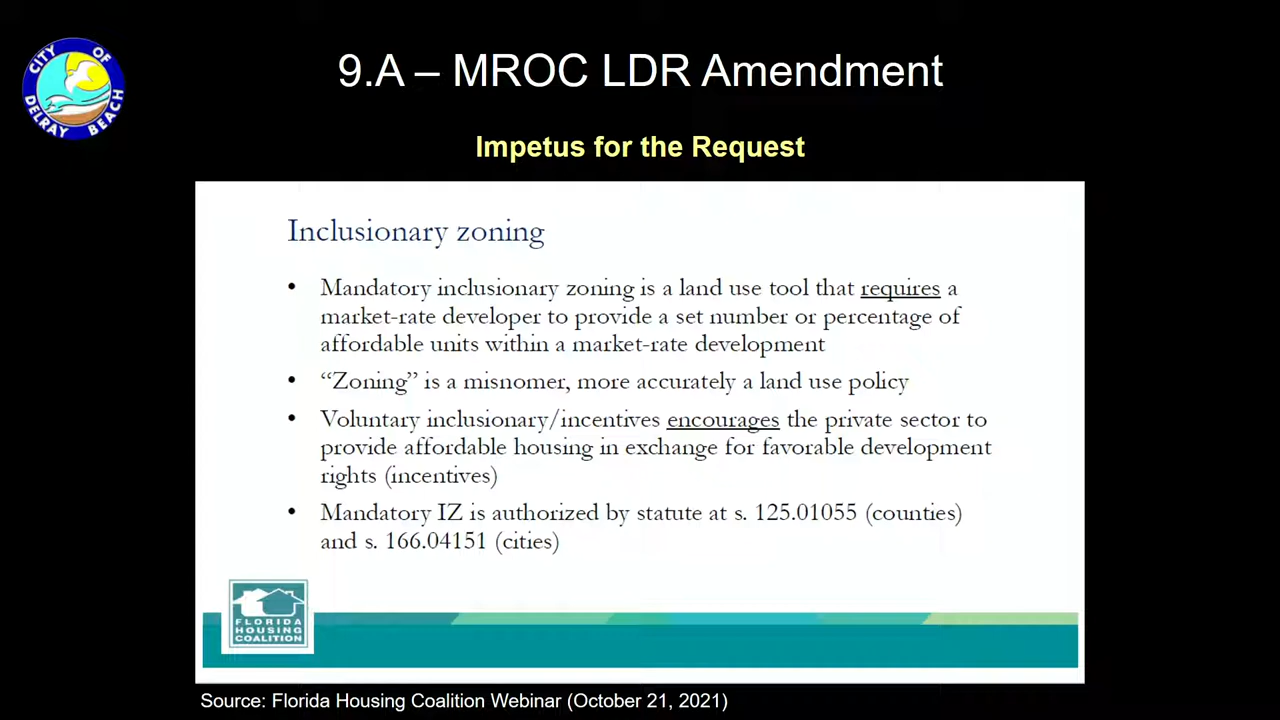 CITY OF
DELRAY BEACH
9.A – MROC LDR Amendment
Impetus for the Request
Inclusionary zoning
• Mandatory inclusionary zoning is a land use tool that requires a
market-rate developer to provide a set number or percentage of
affordable units within a market-rate development
• “Zoning” is a misnomer, more accurately a land use policy
• Voluntary inclusionary/incentives encourages the private sector to
provide affordable housing in exchange for favorable development
rights (incentives)
• Mandatory IZ is authorized by statute at s. 125.01055 (counties)
and s. 166.04151 (cities)
FLORIDA
HOUSING
COALITION
Source: Florida Housing Coalition Webinar (October 21, 2021)